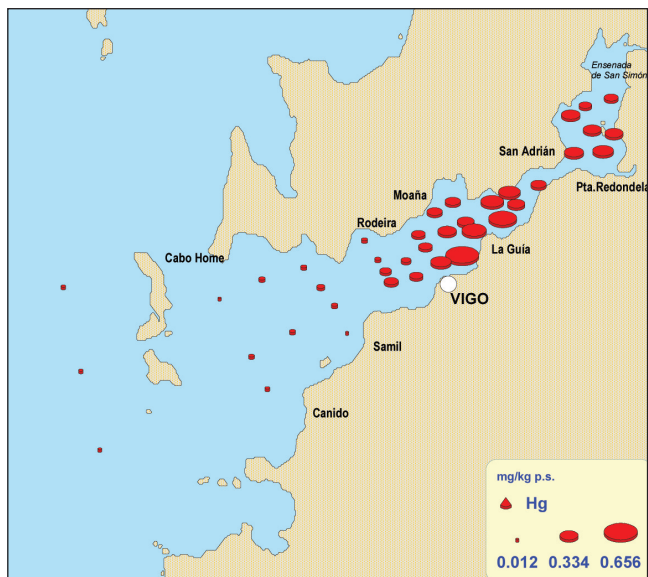 Ensenada
de San Simón
San Adrián
Pta.Redondela
Moaña
Rodeira
La Guía
Cabo Home
VIGO
Samil
Canido
mg/kg p.s.
Hg
0.012 0.334 0.656